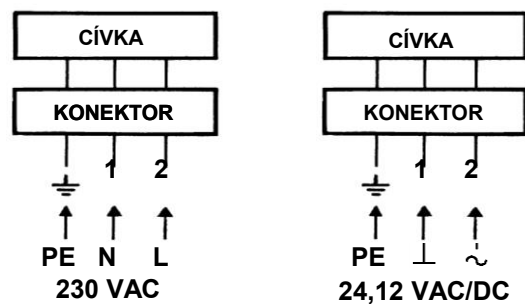 CÍVKA CÍVKA
KONEKTOR KONEKTOR
1 2 1 2
PE N L PE
230 VAC 24,12 VAC/DC